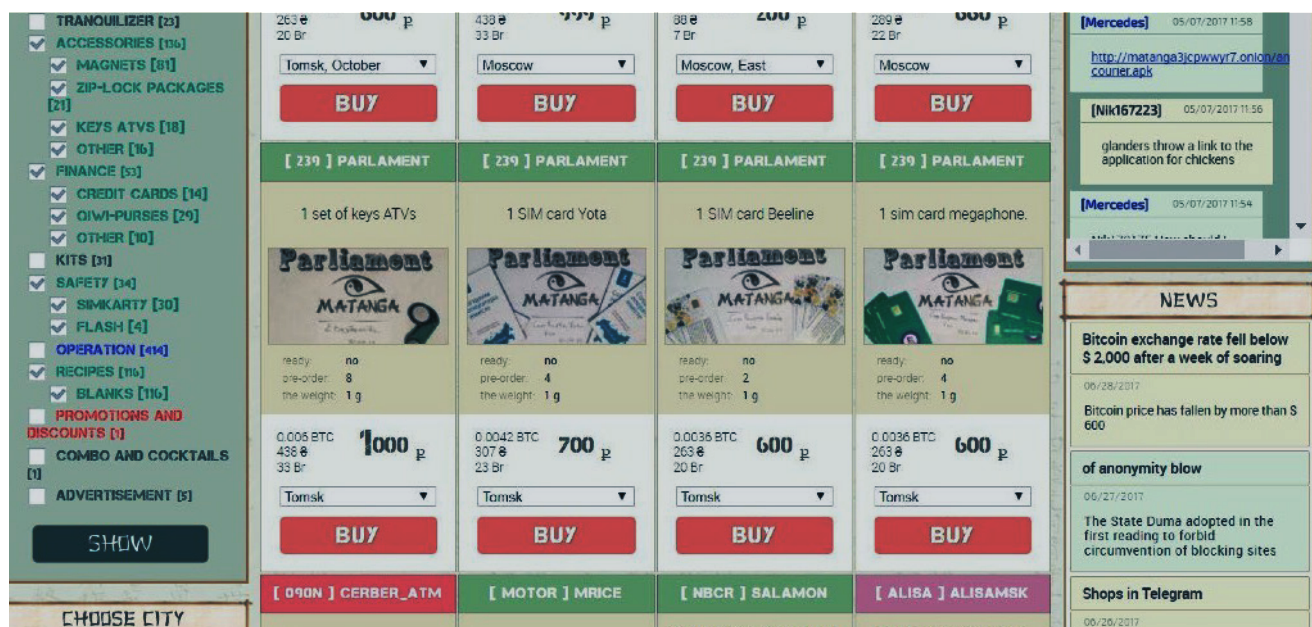 TRANQUILIZER [23]
ACCESSORIES [136]
MAGNETS [81]
ZIP-LOCK PACKAGES
[21]
KEYS ATVS [18]
OTHER [16]
FINANCE [53]
CREDIT CARDS [14]
QIWI-PURSES [29]
OTHER [10]
KITS [31]
SAFETY [34]
SIMKARTY [30]
FLASH [4]
OPERATION [414]
RECIPES [116]
BLANKS [116]
PROMOTIONS AND
DISCOUNTS [1]
COMBO AND COCKTAILS
[1]
ADVERTISEMENT [5]
SHOW
CHOOSE CITY
263 ₴
20 Br
600 р
Tomsk, October
BUY
438 ₴
33 Br
999 р
Moscow
BUY
88 ₴
7 Br
200 р
Moscow, East
BUY
289 ₴
22 Br
660 р
Moscow
BUY
[ 239 ] PARLAMENT
1 set of keys ATVs
Parliament
MATANGA
ready: no
pre-order: 8
the weight: 1 g
0.006 BTC
438 ₴
33 Br
1000 р
Tomsk
BUY
[ 239 ] PARLAMENT
1 SIM card Yota
Parliament
MATANGA
ready: no
pre-order: 4
the weight: 1 g
0.0042 BTC
307 ₴
23 Br
700 р
Tomsk
BUY
[ 239 ] PARLAMENT
1 SIM card Beeline
Parliament
MATANGA
ready: no
pre-order: 2
the weight: 1 g
0.0036 BTC
263 ₴
20 Br
600 р
Tomsk
BUY
[ 239 ] PARLAMENT
1 sim card megaphone.
Parliament
MATANGA
ready: no
pre-order: 4
the weight: 1 g
0.0036 BTC
263 ₴
20 Br
600 р
Tomsk
BUY
[ 090N ] CERBER_ATM
[ MOTOR ] MRICE
[ NBCR ] SALAMON
[ ALISA ] ALISAMSK
[Mercedes] 05/07/2017 11:58
http://matanga3jcpwwyr7.onion/an
courier.apk
[Nik167223] 05/07/2017 11:56
glanders throw a link to the
application for chickens
[Mercedes] 05/07/2017 11:54
NEWS
Bitcoin exchange rate fell below
$ 2,000 after a week of soaring
06/28/2017
Bitcoin price has fallen by more than $
600
of anonymity blow
06/27/2017
The State Duma adopted in the
first reading to forbid
circumvention of blocking sites
Shops in Telegram
06/26/2017